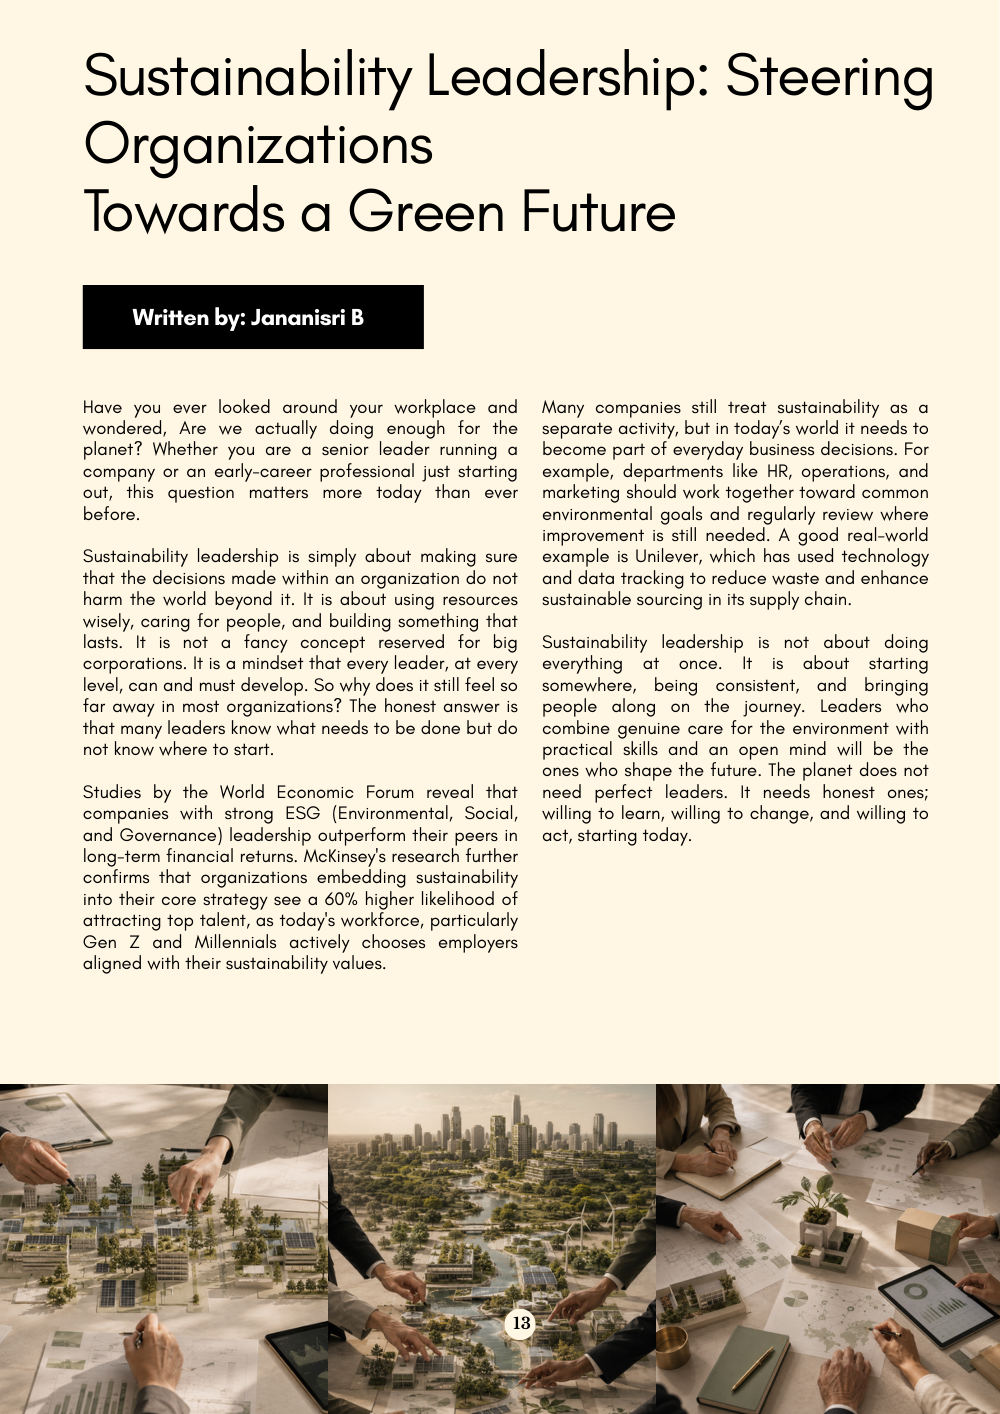 Sustainability Leadership: Steering
Organizations
Towards a Green Future
Written by: Jananisri B
Have you ever looked around your workplace and
wondered, Are we actually doing enough for the
planet? Whether you are a senior leader running a
company or an early-career professional just starting
out, this question matters more today than ever
before.
Sustainability leadership is simply about making sure
that the decisions made within an organization do not
harm the world beyond it. It is about using resources
wisely, caring for people, and building something that
lasts. It is not a fancy concept reserved for big
corporations. It is a mindset that every leader, at every
level, can and must develop. So why does it still feel so
far away in most organizations? The honest answer is
that many leaders know what needs to be done but do
not know where to start.
Studies by the World Economic Forum reveal that
companies with strong ESG (Environmental, Social,
and Governance) leadership outperform their peers in
long-term financial returns. McKinsey's research further
confirms that organizations embedding sustainability
into their core strategy see a 60% higher likelihood of
attracting top talent, as today's workforce, particularly
Gen Z and Millennials actively chooses employers
aligned with their sustainability values.
Many companies still treat sustainability as a
separate activity, but in today’s world it needs to
become part of everyday business decisions. For
example, departments like HR, operations, and
marketing should work together toward common
environmental goals and regularly review where
improvement is still needed. A good real-world
example is Unilever, which has used technology
and data tracking to reduce waste and enhance
sustainable sourcing in its supply chain.
Sustainability leadership is not about doing
everything at once. It is about starting
somewhere, being consistent, and bringing
people along on the journey. Leaders who
combine genuine care for the environment with
practical skills and an open mind will be the
ones who shape the future. The planet does not
need perfect leaders. It needs honest ones;
willing to learn, willing to change, and willing to
act, starting today.
13